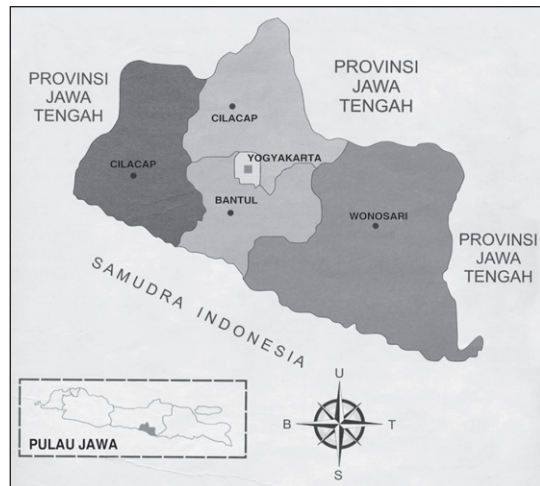 PROVINSI
JAWA
TENGAH
PROVINSI
JAWA
TENGAH
CILACAP
YOGYAKARTA
CILACAP
BANTUL
WONOSARI
PROVINSI
JAWA
TENGAH
SAMUDRA INDONESIA
PULAU JAWA
U
B
T
S